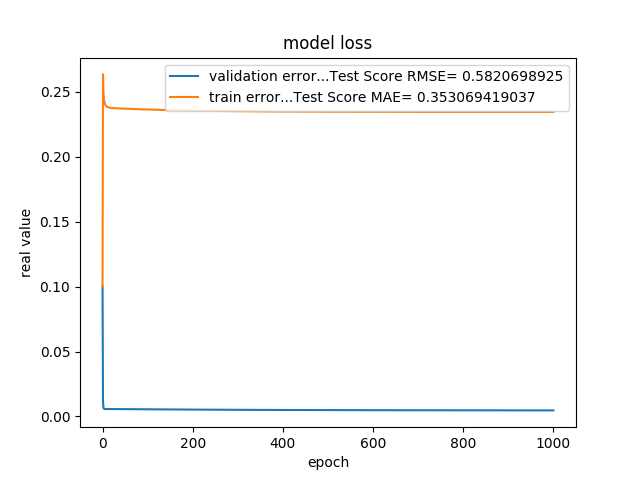 model loss
validation error...Test Score RMSE= 0.5820698925
train error...Test Score MAE= 0.353069419037
0.25
0.20
0.15
0.10
0.05
0.00
real value
0 200 400 600 800 1000
epoch